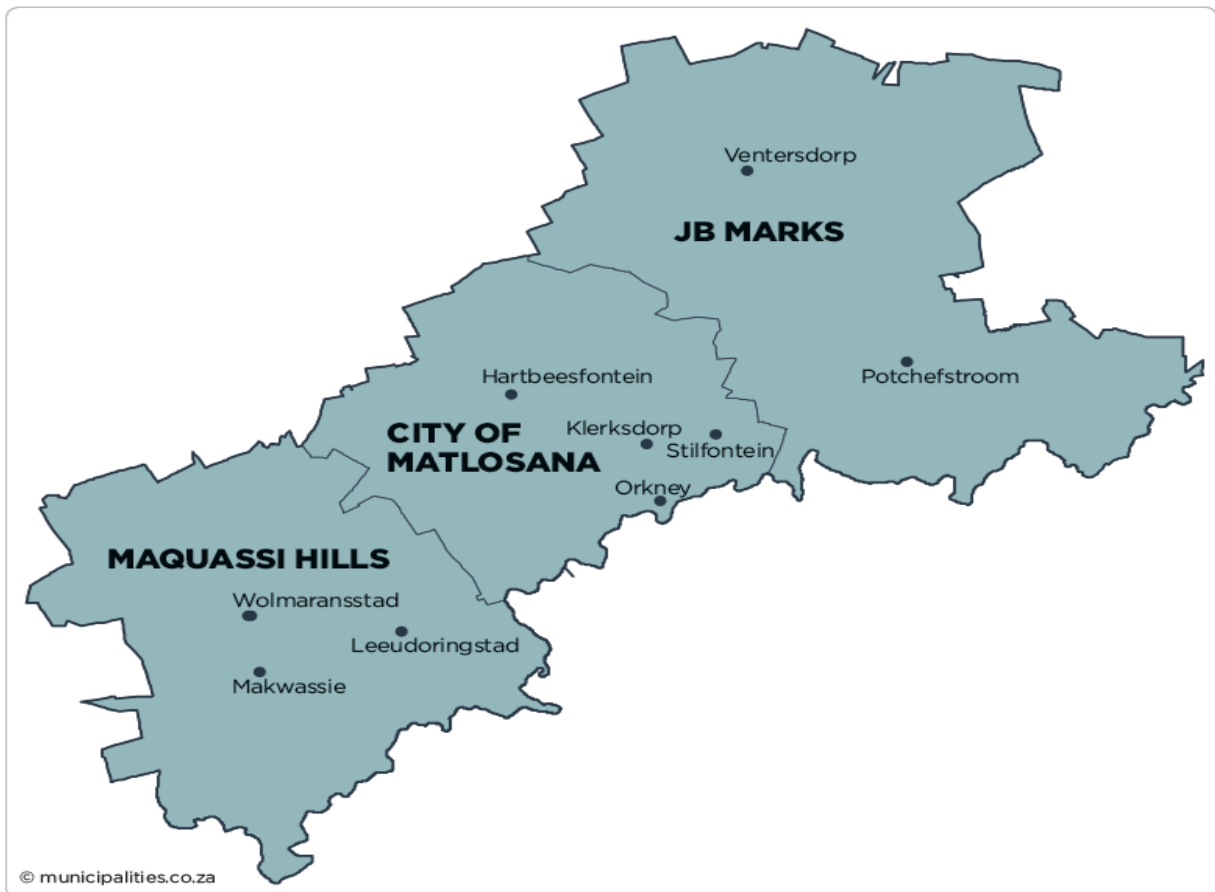 Ventersdorp
JB MARKS
Potchefstroom
Hartbeesfontein
CITY OF
MATLOSANA
Klerksdorp
Stilfontein
Orkney
MAQUASSI HILLS
Wolmaransstad
Leeudoringstad
Makwassie
© municipalities.co.za